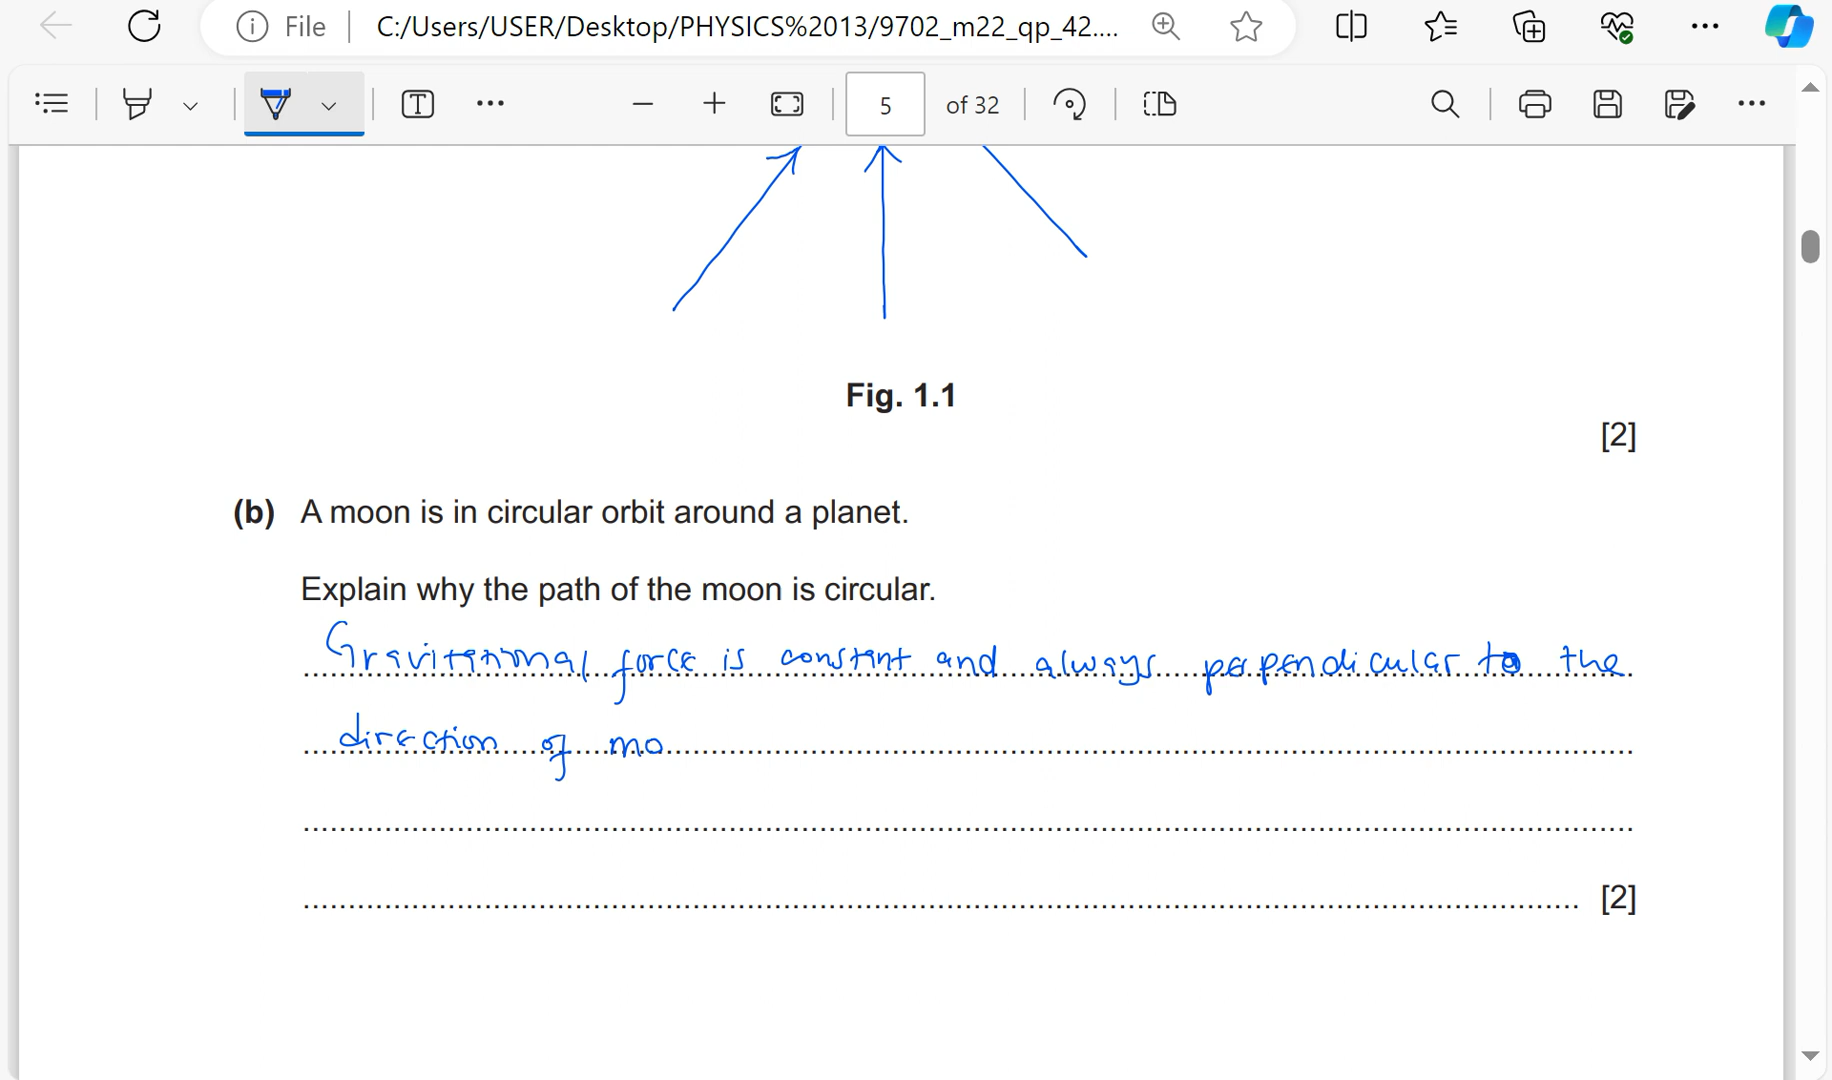 File
C:/Users/USER/Desktop/PHYSICS%2013/9702_m22_qp_42....
5 of 32
Fig. 1.1
[2]
(b) A moon is in circular orbit around a planet.
Explain why the path of the moon is circular.
Gravitational force is constant and always perpendicular to the
direction of mo
[2]